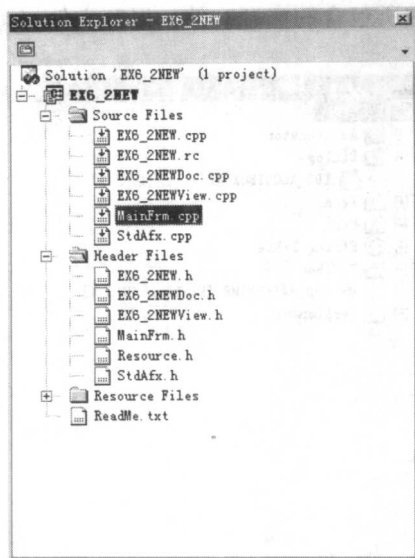 Solution Explorer - EX6_2NEW
Solution 'EX6_2NEW' (1 project)
EX6_2NEW
Source Files
EX6_2NEW.cpp
EX6_2NEW.rc
EX6_2NEWDoc.cpp
EX6_2NEWView.cpp
MainFrm.cpp
StdAfx.cpp
Header Files
EX6_2NEW.h
EX6_2NEWDoc.h
EX6_2NEWView.h
MainFrm.h
Resource.h
StdAfx.h
Resource Files
ReadMe.txt